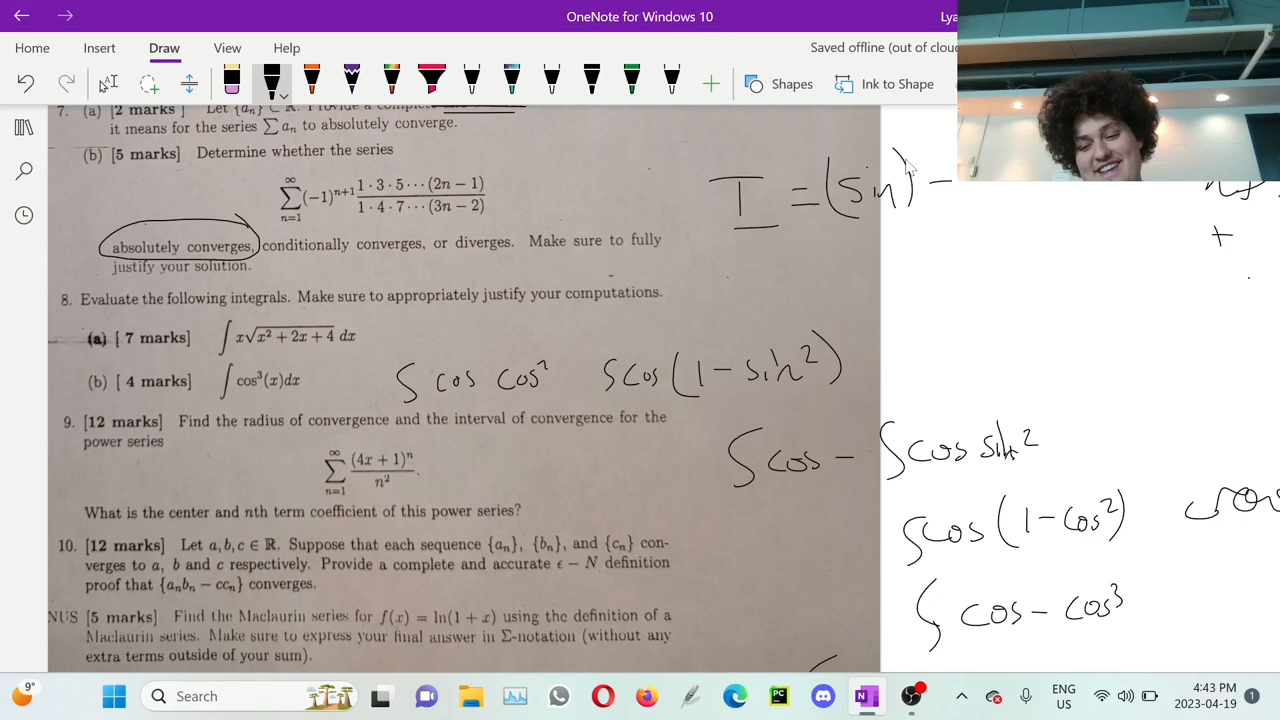 OneNote for Windows 10
Lya
Home Insert Draw View Help
Saved offline (out of clou
Shapes
Ink to Shape
7. (a) [2 marks ] Let {aₙ} ⊂ ℝ. Provide a complete
it means for the series ∑ aₙ to absolutely converge.
(b) [5 marks] Determine whether the series
∞∑n=1 (−1)ⁿ⁺¹ 1 · 3 · 5 ··· (2n − 1) / 1 · 4 · 7 ··· (3n − 2)
absolutely converges, conditionally converges, or diverges. Make sure to fully
justify your solution.
I = (sin) −
+
8. Evaluate the following integrals. Make sure to appropriately justify your computations.
(a) [ 7 marks] ∫ x√(x² + 2x + 4) dx
(b) [ 4 marks] ∫ cos³(x)dx
∫ cos cos² ∫cos (1 − sin²)
∫ cos − ∫ cos sin²
∫cos (1 − cos²)
∫ cos − cos³
9. [12 marks] Find the radius of convergence and the interval of convergence for the
power series
∞∑n=1 (4x + 1)ⁿ / n² .
What is the center and nth term coefficient of this power series?
10. [12 marks] Let a, b, c ∈ ℝ. Suppose that each sequence {aₙ}, {bₙ}, and {cₙ} con-
verges to a, b and c respectively. Provide a complete and accurate ϵ − N definition
proof that {aₙbₙ − ccₙ} converges.
NUS [5 marks] Find the Maclaurin series for f(x) = ln(1 + x) using the definition of a
Maclaurin series. Make sure to express your final answer in Σ-notation (without any
extra terms outside of your sum).
9°
Search
ENG
US
4:43 PM
2023-04-19
1